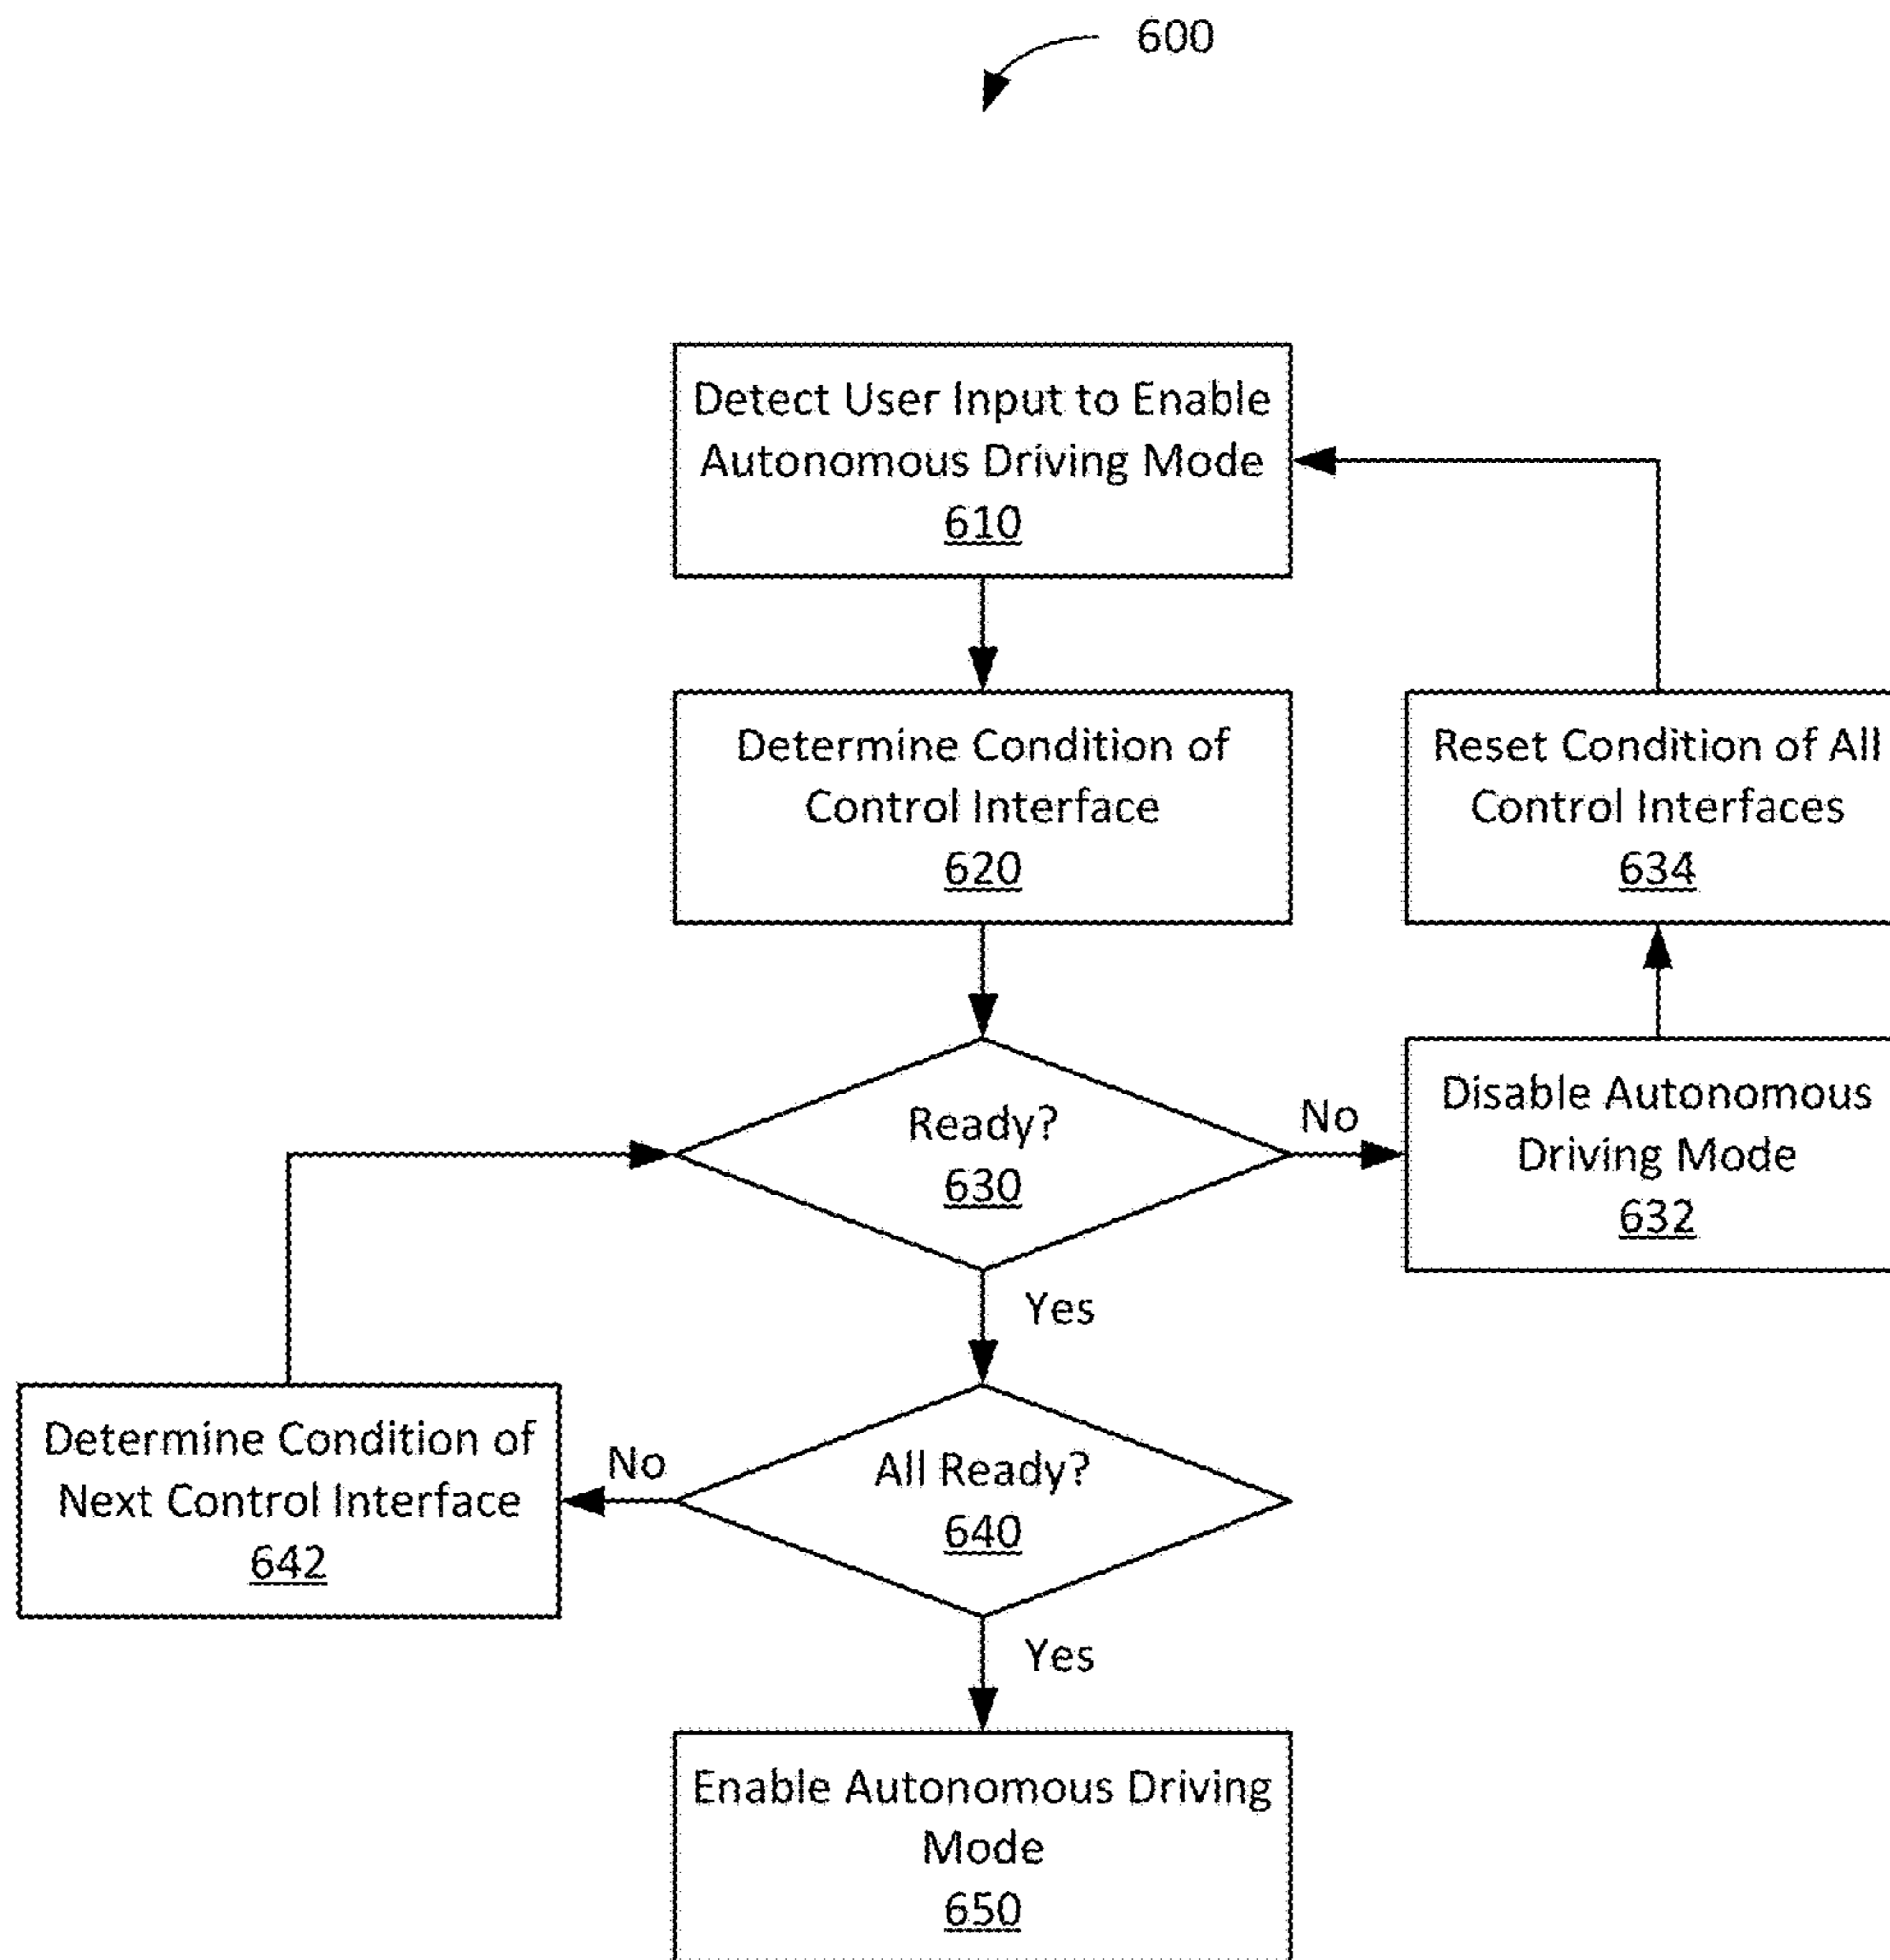 600
Detect User Input to Enable
Autonomous Driving Mode
610
Determine Condition of
Control Interface
620
Reset Condition of All
Control Interfaces
634
Ready?
630
No
Disable Autonomous
Driving Mode
632
Yes
All Ready?
640
No
Determine Condition of
Next Control Interface
642
Yes
Enable Autonomous Driving
Mode
650